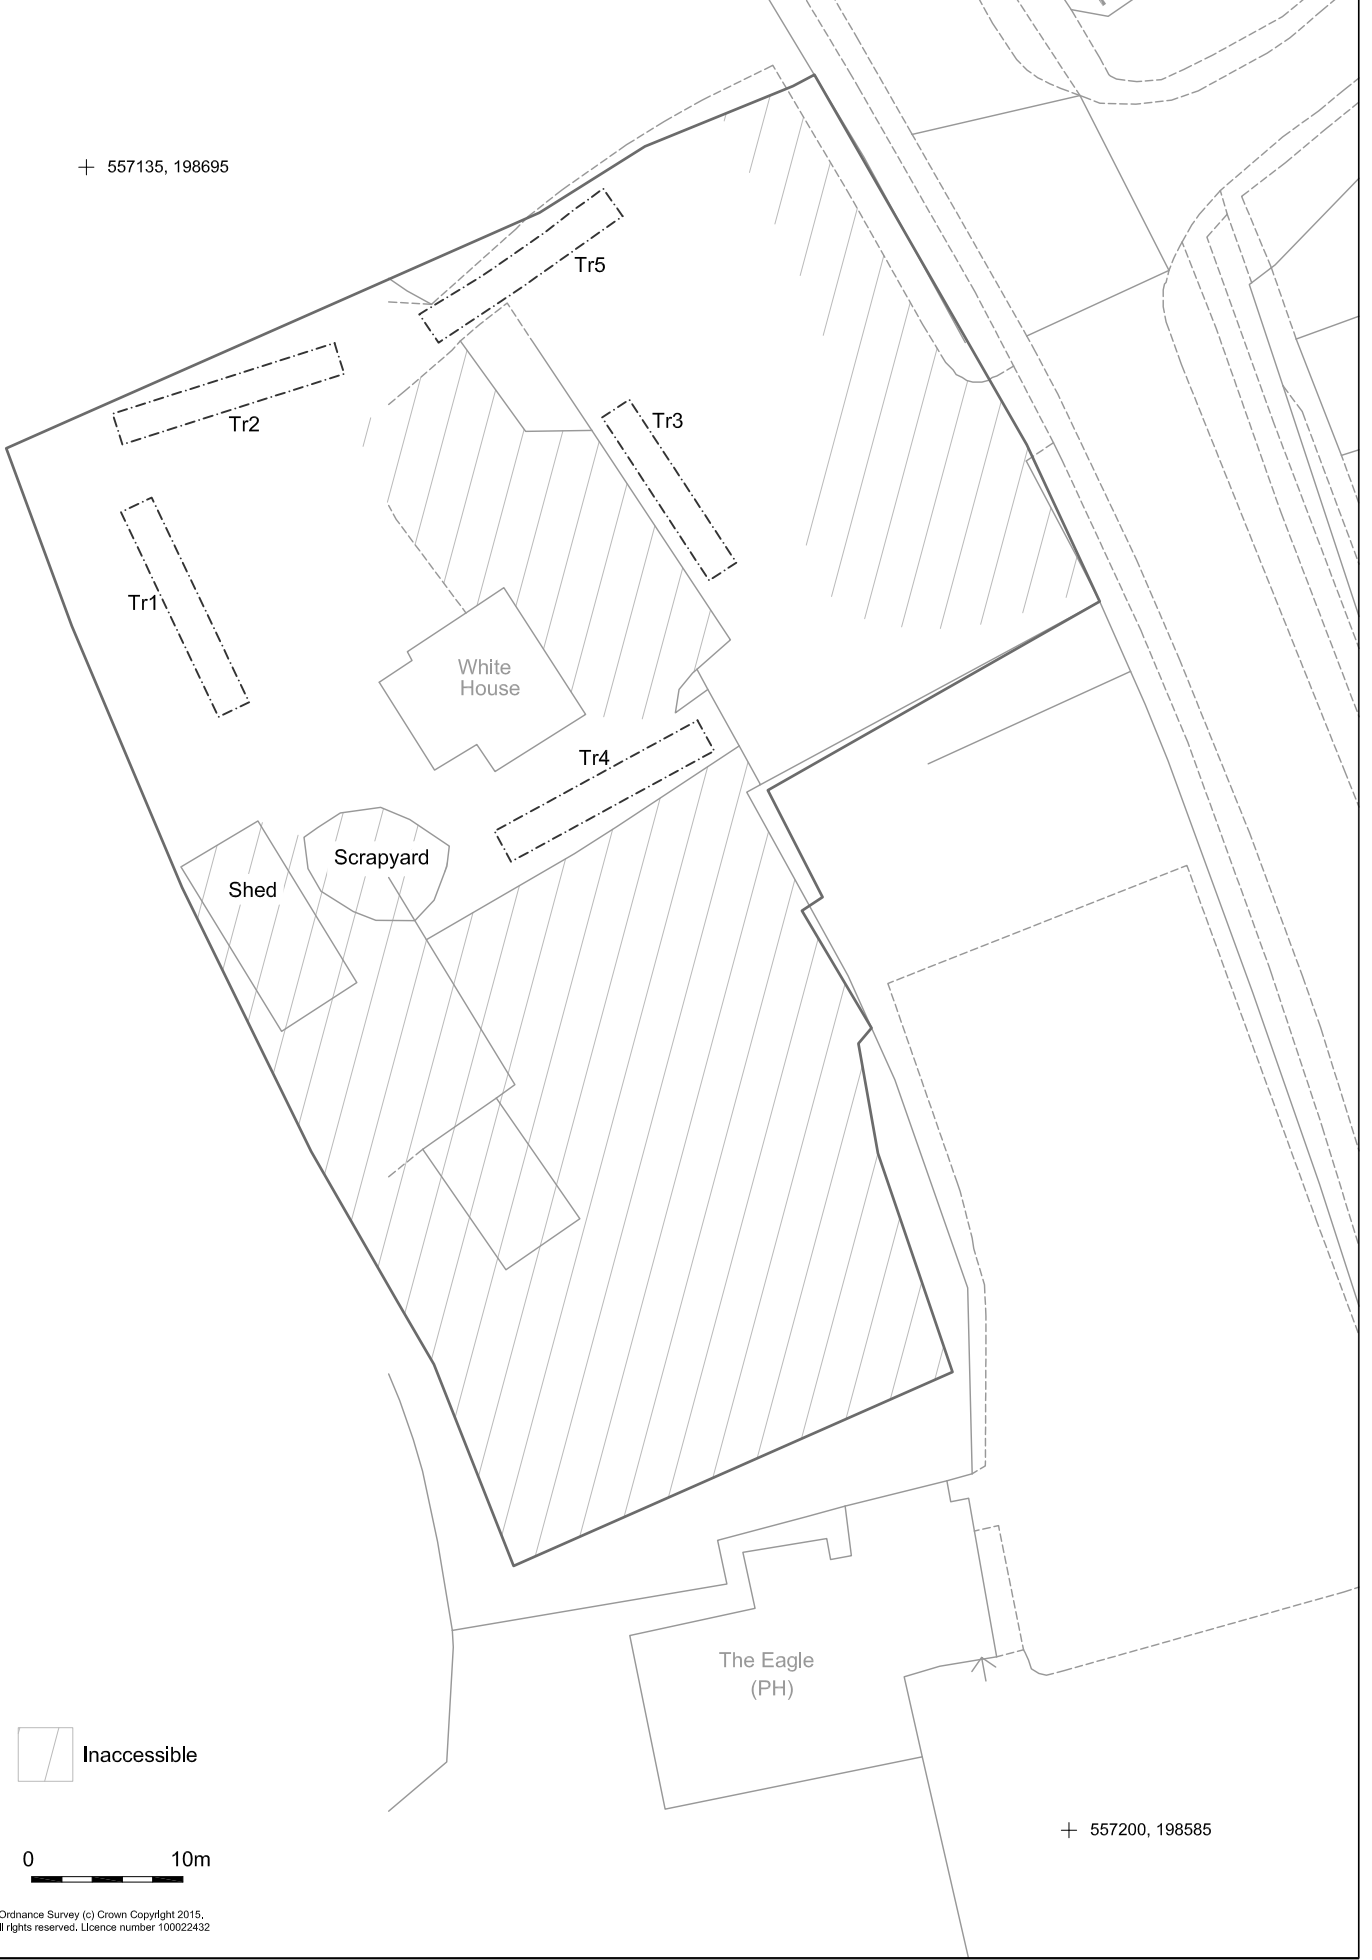 557135, 198695
Tr5
Tr2
Tr3
Tr1
White
House
Tr4
Scrapyard
Shed
The Eagle
(PH)
Inaccessible
557200, 198585
0 10m
Ordnance Survey (c) Crown Copyright 2015,
ll rights reserved. Licence number 100022432